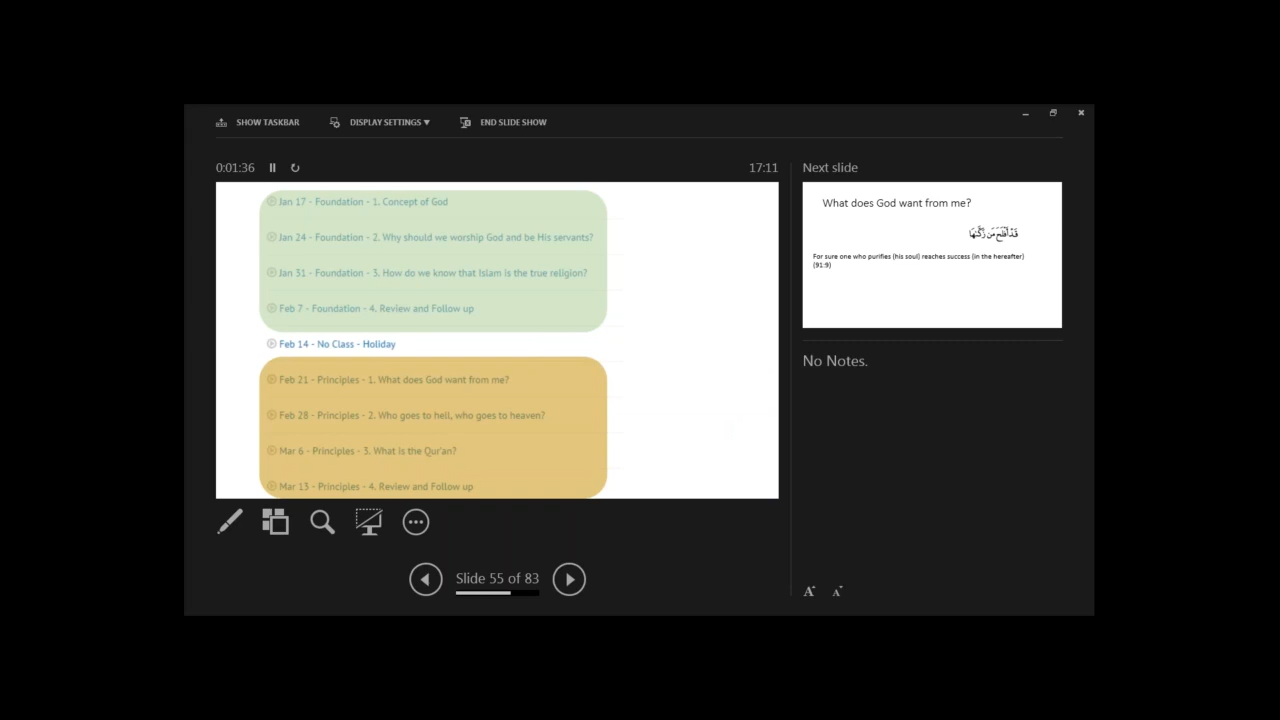 SHOW TASKBAR DISPLAY SETTINGS ▼ END SLIDE SHOW
0:01:36 17:11
Jan 17 - Foundation - 1. Concept of God
Jan 24 - Foundation - 2. Why should we worship God and be His servants?
Jan 31 - Foundation - 3. How do we know that Islam is the true religion?
Feb 7 - Foundation - 4. Review and Follow up
Feb 14 - No Class - Holiday
Feb 21 - Principles - 1. What does God want from me?
Feb 28 - Principles - 2. Who goes to hell, who goes to heaven?
Mar 6 - Principles - 3. What is the Qur'an?
Mar 13 - Principles - 4. Review and Follow up
Slide 55 of 83
Next slide
What does God want from me?
قَدْ أَفْلَحَ مَن زَكَّىٰهَا
For sure one who purifies (his soul) reaches success (in the hereafter)
(91:9)
No Notes.
A A